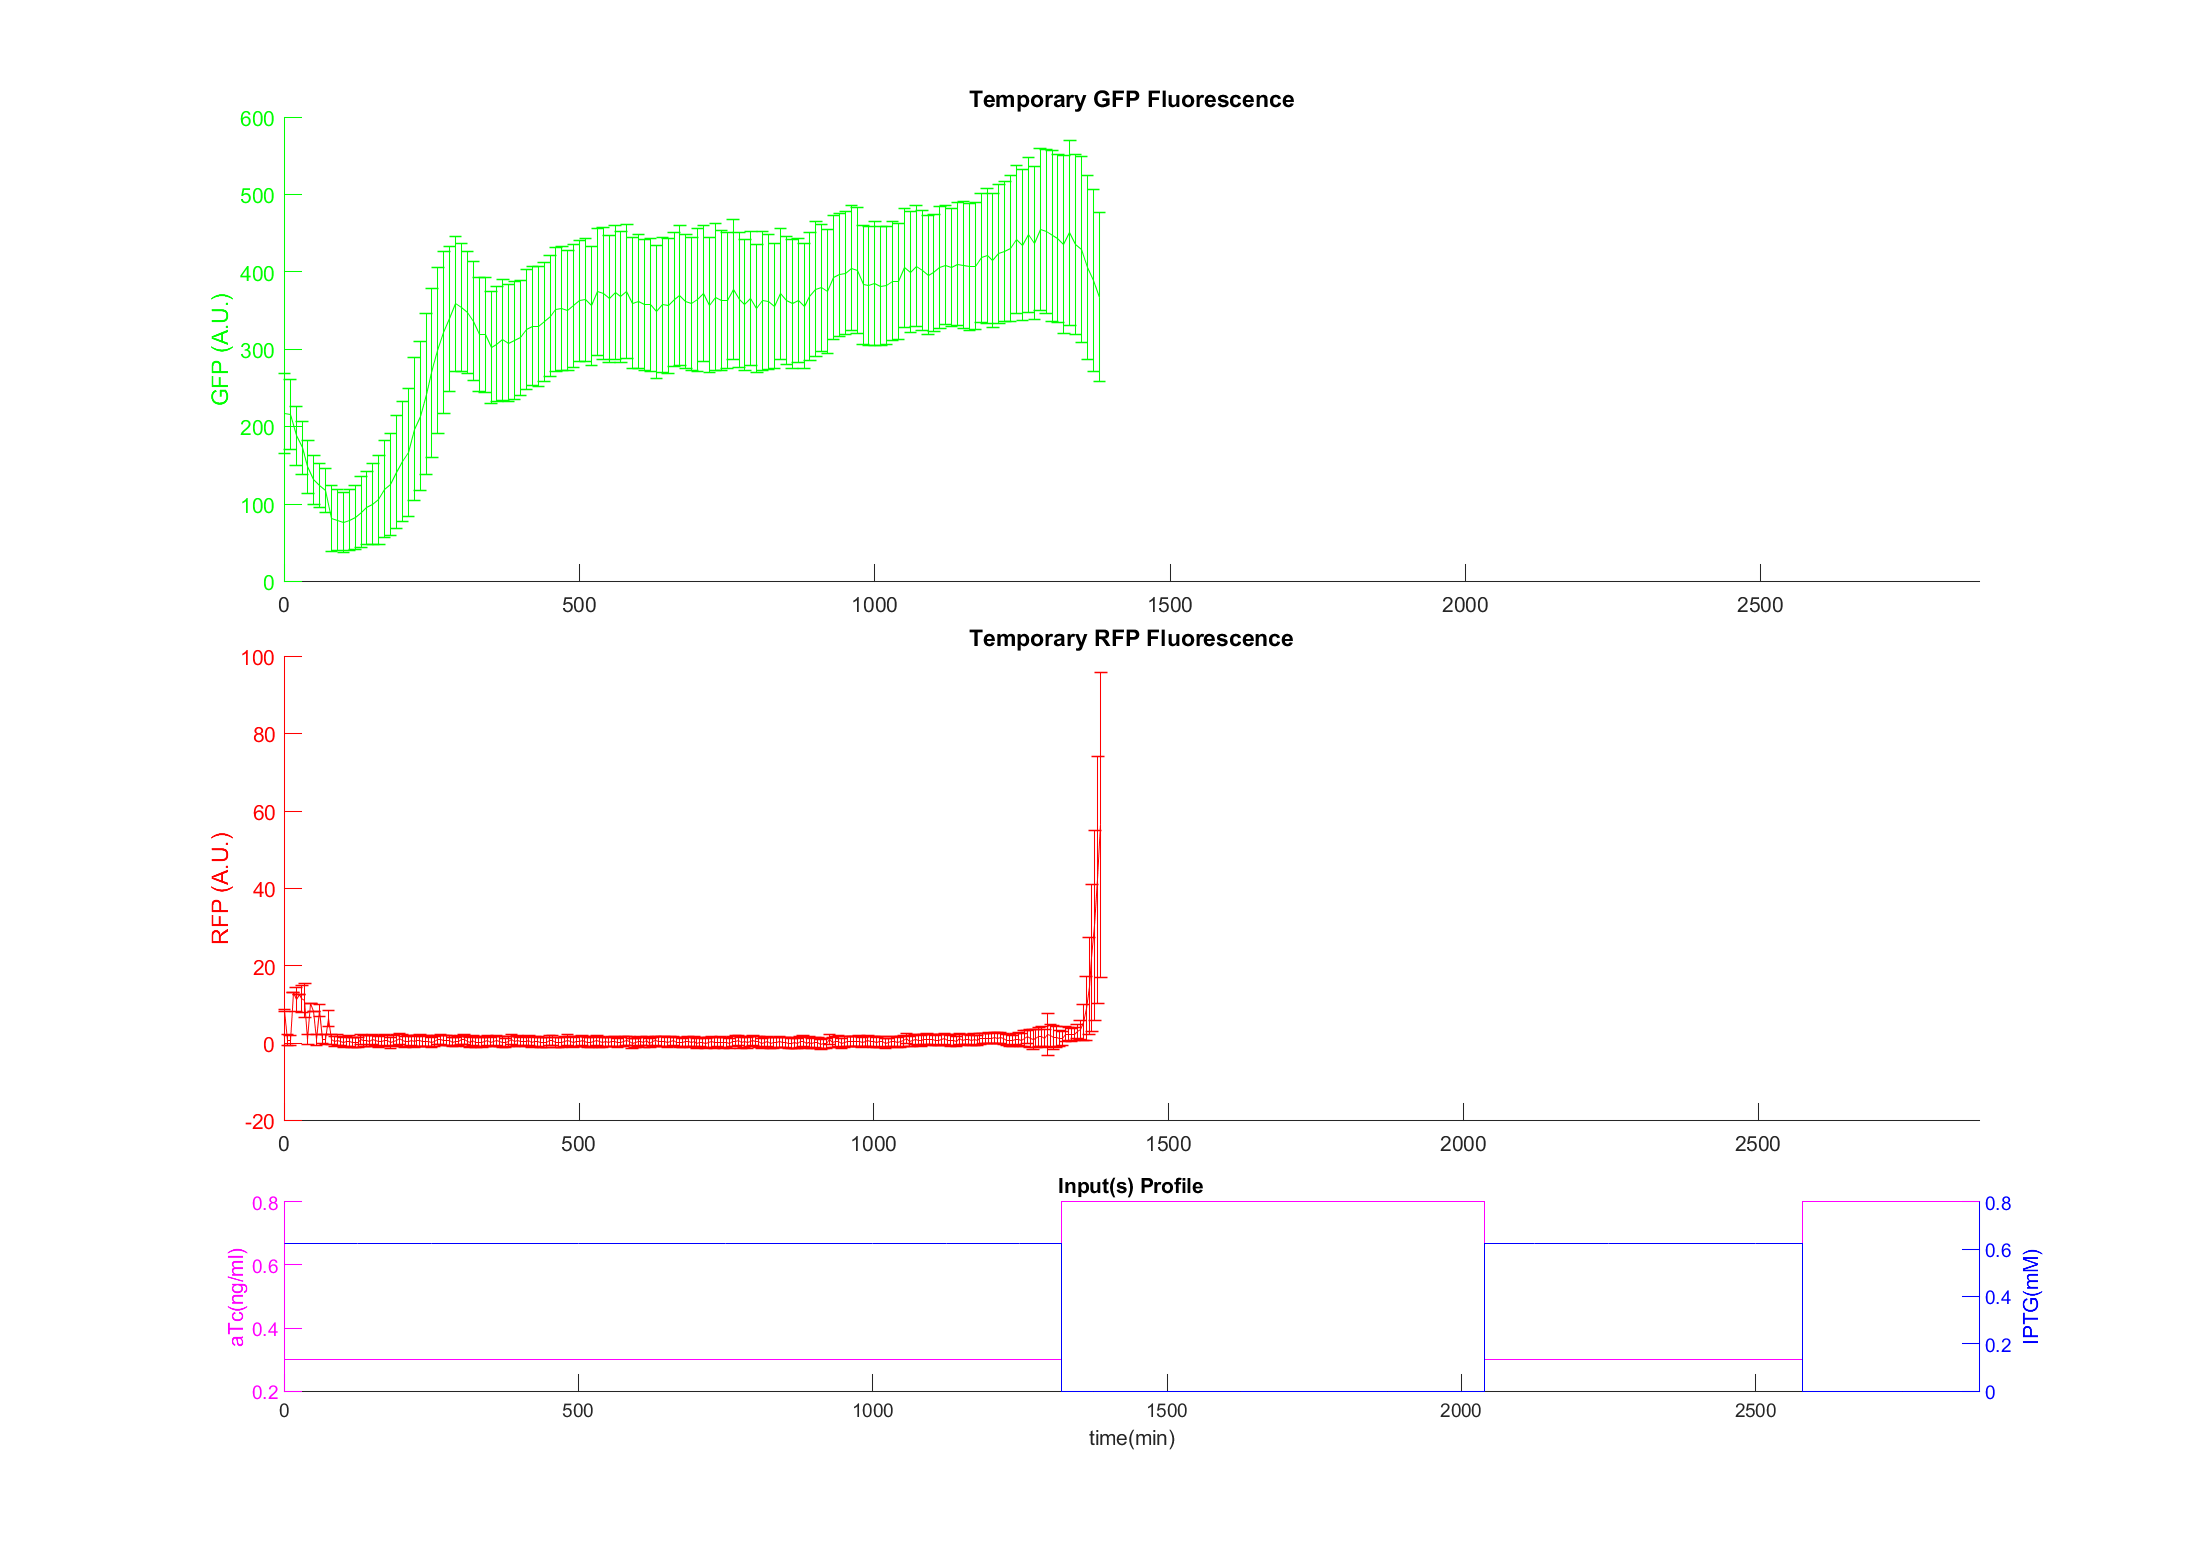 Temporary GFP Fluorescence
600
500
400
300
200
100
0
GFP (A.U.)
0 500 1000 1500 2000 2500
Temporary RFP Fluorescence
100
80
60
40
20
0
-20
RFP (A.U.)
0 500 1000 1500 2000 2500
Input(s) Profile
0.8
0.6
0.4
0.2
aTc(ng/ml)
0.8
0.6
0.4
0.2
0
IPTG(mM)
0 500 1000 1500 2000 2500
time(min)